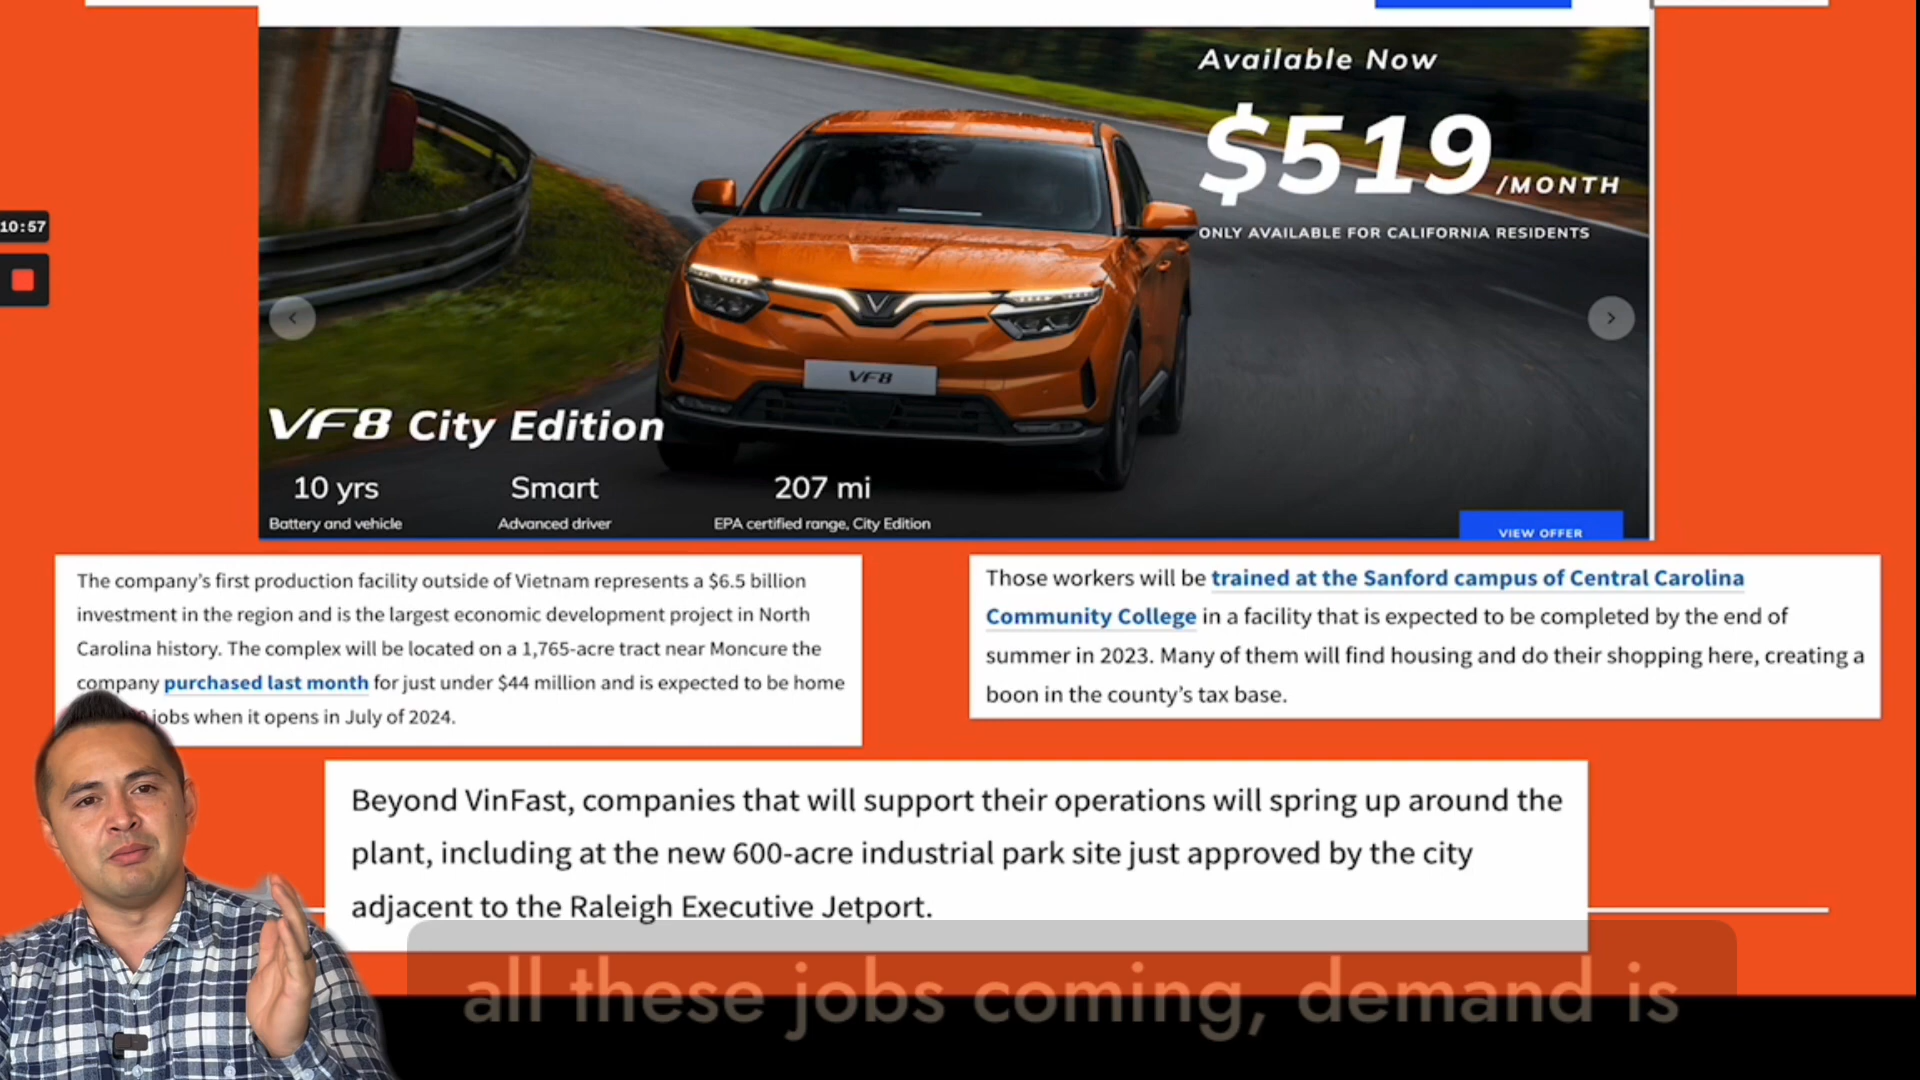 Available Now
$519 /MONTH
ONLY AVAILABLE FOR CALIFORNIA RESIDENTS
10:57
VF8
VF8 City Edition
10 yrs Smart 207 mi
Battery and vehicle Advanced driver EPA certified range, City Edition
VIEW OFFER
The company's first production facility outside of Vietnam represents a $6.5 billion
investment in the region and is the largest economic development project in North
Carolina history. The complex will be located on a 1,765-acre tract near Moncure the
company purchased last month for just under $44 million and is expected to be home
jobs when it opens in July of 2024.
Those workers will be trained at the Sanford campus of Central Carolina
Community College in a facility that is expected to be completed by the end of
summer in 2023. Many of them will find housing and do their shopping here, creating a
boon in the county's tax base.
Beyond VinFast, companies that will support their operations will spring up around the
plant, including at the new 600-acre industrial park site just approved by the city
adjacent to the Raleigh Executive Jetport.
all these jobs coming, demand is